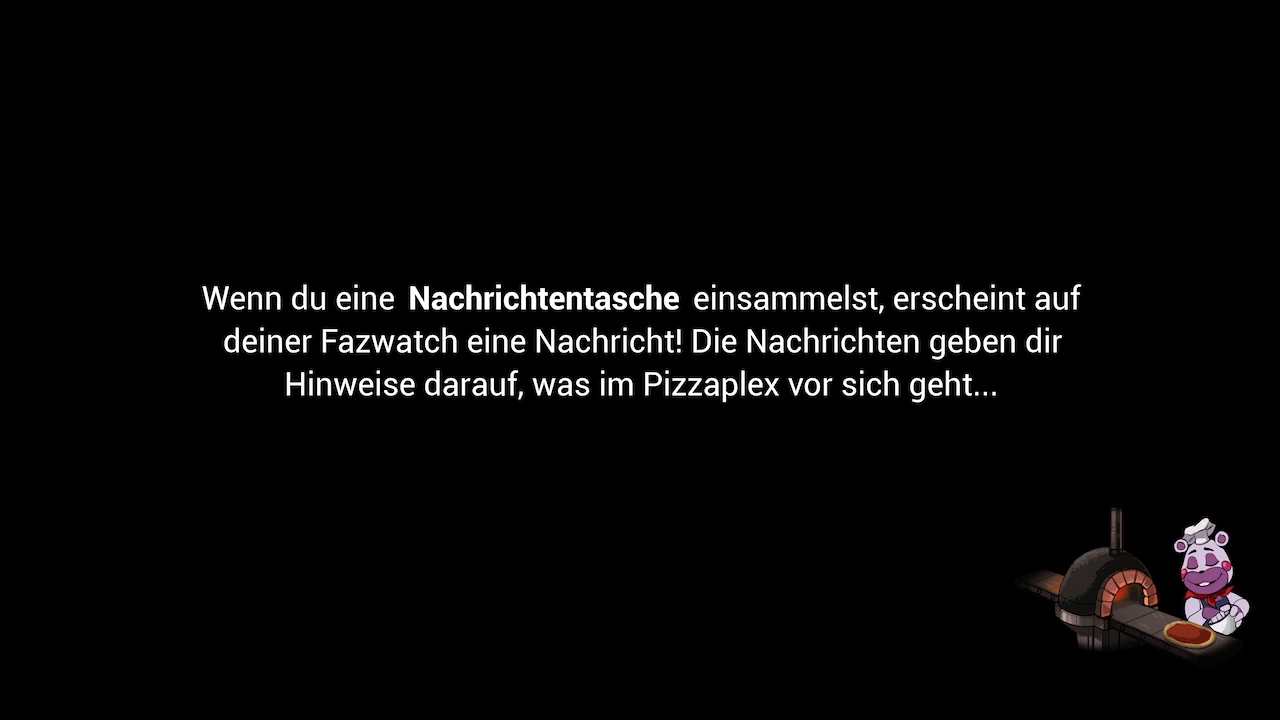 Wenn du eine Nachrichtentasche einsammelst, erscheint auf
deiner Fazwatch eine Nachricht! Die Nachrichten geben dir
Hinweise darauf, was im Pizzaplex vor sich geht...